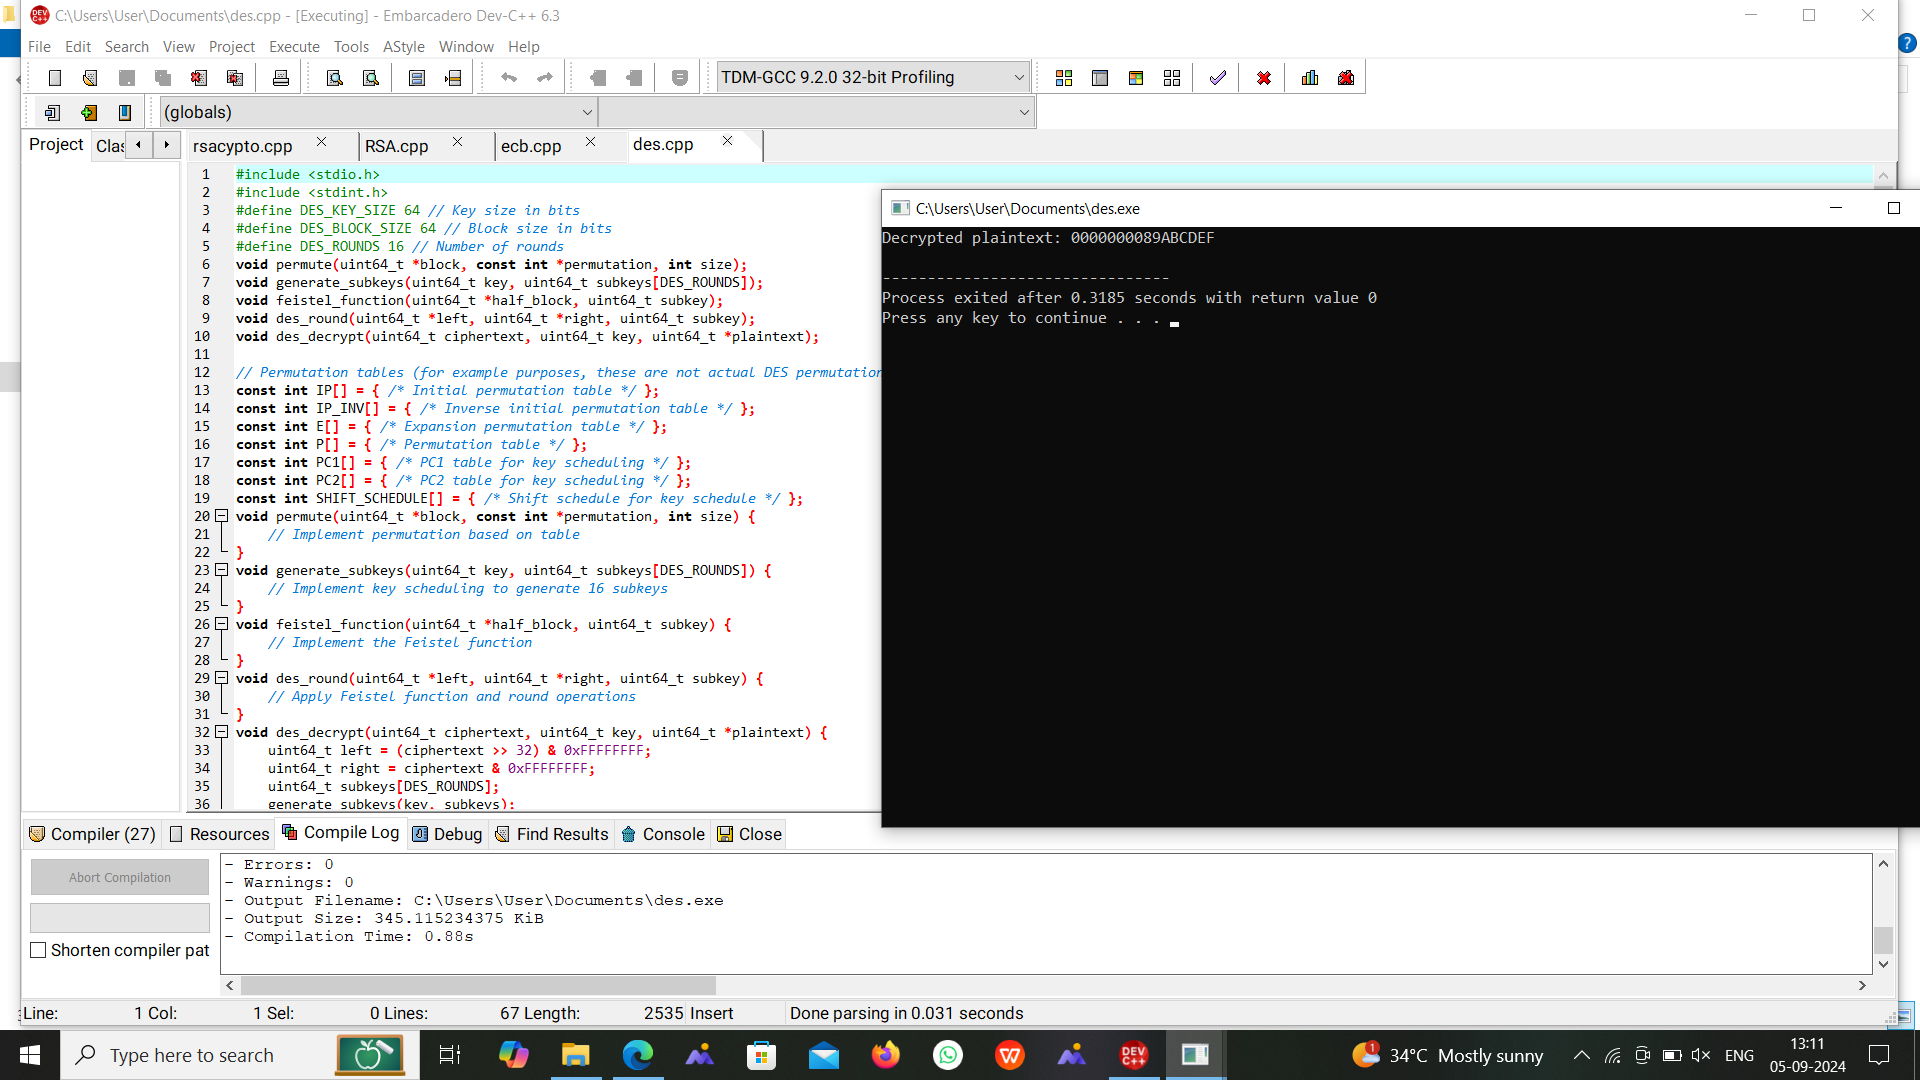 C:\Users\User\Documents\des.cpp - [Executing] - Embarcadero Dev-C++ 6.3
File Edit Search View Project Execute Tools AStyle Window Help
TDM-GCC 9.2.0 32-bit Profiling
(globals)
Project Clas
rsacypto.cpp RSA.cpp ecb.cpp des.cpp
1 #include <stdio.h>
2 #include <stdint.h>
3 #define DES_KEY_SIZE 64 // Key size in bits
4 #define DES_BLOCK_SIZE 64 // Block size in bits
5 #define DES_ROUNDS 16 // Number of rounds
6 void permute(uint64_t *block, const int *permutation, int size);
7 void generate_subkeys(uint64_t key, uint64_t subkeys[DES_ROUNDS]);
8 void feistel_function(uint64_t *half_block, uint64_t subkey);
9 void des_round(uint64_t *left, uint64_t *right, uint64_t subkey);
10 void des_decrypt(uint64_t ciphertext, uint64_t key, uint64_t *plaintext);
11
12 // Permutation tables (for example purposes, these are not actual DES permutation
13 const int IP[] = { /* Initial permutation table */ };
14 const int IP_INV[] = { /* Inverse initial permutation table */ };
15 const int E[] = { /* Expansion permutation table */ };
16 const int P[] = { /* Permutation table */ };
17 const int PC1[] = { /* PC1 table for key scheduling */ };
18 const int PC2[] = { /* PC2 table for key scheduling */ };
19 const int SHIFT_SCHEDULE[] = { /* Shift schedule for key schedule */ };
20 void permute(uint64_t *block, const int *permutation, int size) {
21 // Implement permutation based on table
22 }
23 void generate_subkeys(uint64_t key, uint64_t subkeys[DES_ROUNDS]) {
24 // Implement key scheduling to generate 16 subkeys
25 }
26 void feistel_function(uint64_t *half_block, uint64_t subkey) {
27 // Implement the Feistel function
28 }
29 void des_round(uint64_t *left, uint64_t *right, uint64_t subkey) {
30 // Apply Feistel function and round operations
31 }
32 void des_decrypt(uint64_t ciphertext, uint64_t key, uint64_t *plaintext) {
33 uint64_t left = (ciphertext >> 32) & 0xFFFFFFFF;
34 uint64_t right = ciphertext & 0xFFFFFFFF;
35 uint64_t subkeys[DES_ROUNDS];
36 generate_subkeys(key, subkeys);
C:\Users\User\Documents\des.exe
Decrypted plaintext: 0000000089ABCDEF
--------------------------------
Process exited after 0.3185 seconds with return value 0
Press any key to continue . . .
Compiler (27) Resources Compile Log Debug Find Results Console Close
Abort Compilation
Shorten compiler pat
- Errors: 0
- Warnings: 0
- Output Filename: C:\Users\User\Documents\des.exe
- Output Size: 345.115234375 KiB
- Compilation Time: 0.88s
Line: 1 Col: 1 Sel: 0 Lines: 67 Length: 2535 Insert Done parsing in 0.031 seconds
Type here to search
DEV C++
1
34°C Mostly sunny
ENG
13:11
05-09-2024